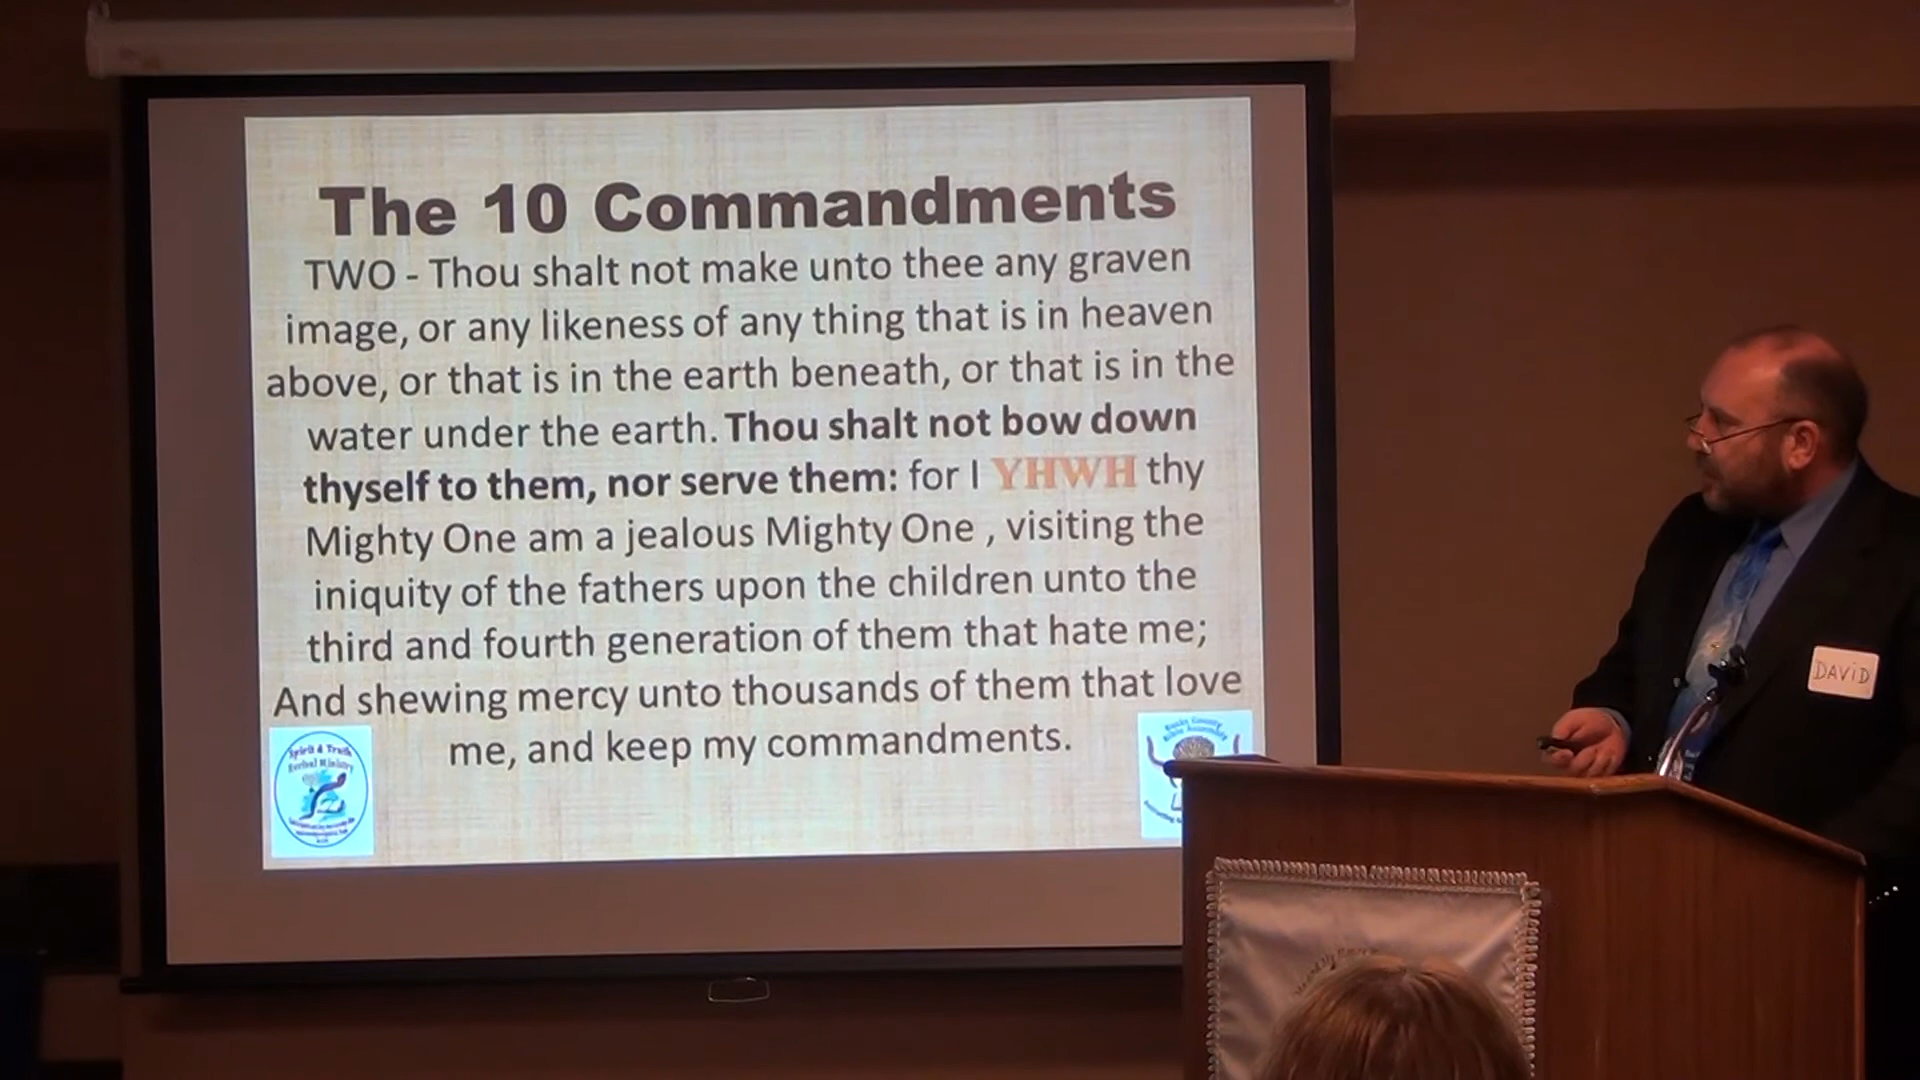 The 10 Commandments
TWO - Thou shalt not make unto thee any graven
image, or any likeness of any thing that is in heaven
above, or that is in the earth beneath, or that is in the
water under the earth. Thou shalt not bow down
thyself to them, nor serve them: for I YHWH thy
Mighty One am a jealous Mighty One , visiting the
iniquity of the fathers upon the children unto the
third and fourth generation of them that hate me;
And shewing mercy unto thousands of them that love
me, and keep my commandments.
Spirit & Truth
Revival Ministry
County
Bible Assembly
DAViD